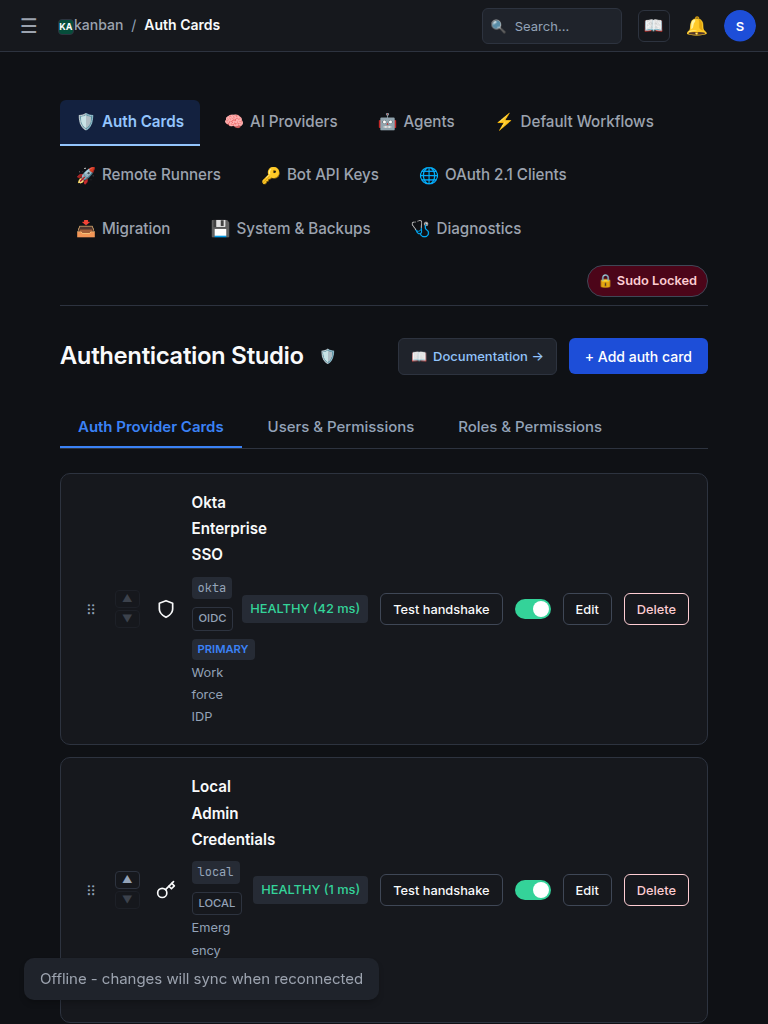 ☰ KA kanban / Auth Cards 🔍 Search... 📖 🔔 S
🛡️ Auth Cards 🧠 AI Providers 🤖 Agents ⚡ Default Workflows
🚀 Remote Runners 🔑 Bot API Keys 🌐 OAuth 2.1 Clients
📥 Migration 💾 System & Backups 🩺 Diagnostics
🔒 Sudo Locked
Authentication Studio 🛡️ 📖 Documentation → + Add auth card
Auth Provider Cards Users & Permissions Roles & Permissions
Okta
Enterprise
SSO
okta
OIDC
PRIMARY
Work
force
IDP
HEALTHY (42 ms) Test handshake Edit Delete
Local
Admin
Credentials
local
LOCAL
Emerg
ency
HEALTHY (1 ms) Test handshake Edit Delete
Offline - changes will sync when reconnected